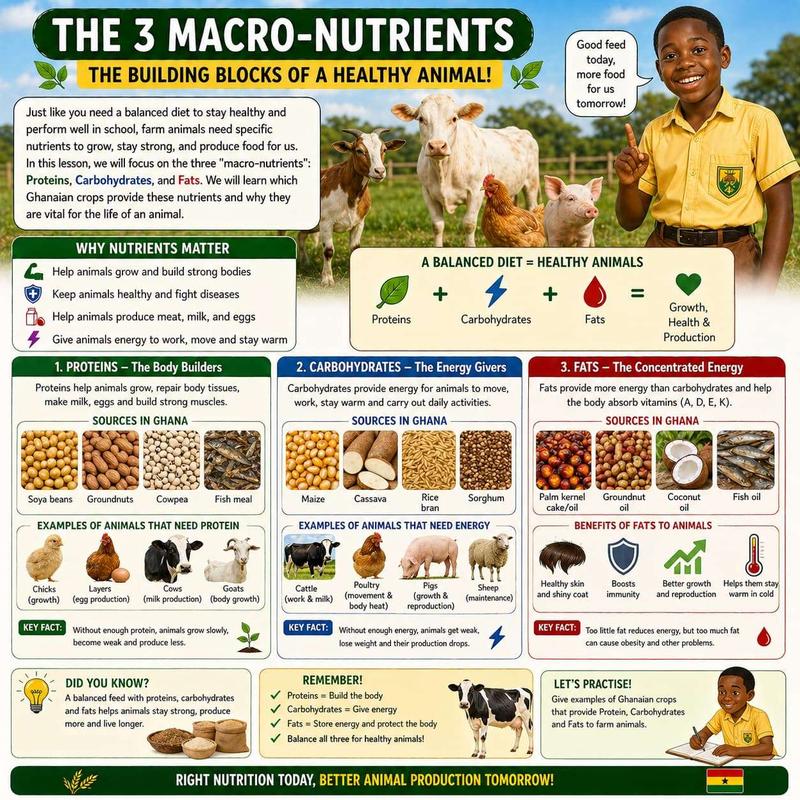 THE 3 MACRO-NUTRIENTS
THE BUILDING BLOCKS OF A HEALTHY ANIMAL!
Good feed
today,
more food
for us
tomorrow!
Just like you need a balanced diet to stay healthy and
perform well in school, farm animals need specific
nutrients to grow, stay strong, and produce food for us.
In this lesson, we will focus on the three "macro-nutrients":
Proteins, Carbohydrates, and Fats. We will learn which
Ghanaian crops provide these nutrients and why they
are vital for the life of an animal.
WHY NUTRIENTS MATTER
Help animals grow and build strong bodies
Keep animals healthy and fight diseases
Help animals produce meat, milk, and eggs
Give animals energy to work, move and stay warm
A BALANCED DIET = HEALTHY ANIMALS
Proteins + Carbohydrates + Fats = Growth,
Health &
Production
1. PROTEINS – The Body Builders
Proteins help animals grow, repair body tissues,
make milk, eggs and build strong muscles.
SOURCES IN GHANA
Soya beans Groundnuts Cowpea Fish meal
EXAMPLES OF ANIMALS THAT NEED PROTEIN
Chicks Layers Cows Goats
(growth) (egg production) (milk production) (body growth)
KEY FACT:
Without enough protein, animals grow slowly,
become weak and produce less.
2. CARBOHYDRATES – The Energy Givers
Carbohydrates provide energy for animals to move,
work, stay warm and carry out daily activities.
SOURCES IN GHANA
Maize Cassava Rice Sorghum
bran
EXAMPLES OF ANIMALS THAT NEED ENERGY
Cattle Poultry Pigs Sheep
(work & milk) (movement & (growth & (maintenance)
body heat) reproduction)
KEY FACT:
Without enough energy, animals get weak,
lose weight and their production drops.
3. FATS – The Concentrated Energy
Fats provide more energy than carbohydrates and help
the body absorb vitamins (A, D, E, K).
SOURCES IN GHANA
Palm kernel Groundnut Coconut Fish oil
cake/oil oil oil
BENEFITS OF FATS TO ANIMALS
Healthy skin Boosts Better growth Helps them stay
and shiny coat immunity and reproduction warm in cold
KEY FACT:
Too little fat reduces energy, but too much fat
can cause obesity and other problems.
DID YOU KNOW?
A balanced feed with proteins, carbohydrates
and fats helps animals stay strong, produce
more and live longer.
REMEMBER!
Proteins = Build the body
Carbohydrates = Give energy
Fats = Store energy and protect the body
Balance all three for healthy animals!
LET'S PRACTISE!
Give examples of Ghanaian crops
that provide Protein, Carbohydrates
and Fats to farm animals.
RIGHT NUTRITION TODAY, BETTER ANIMAL PRODUCTION TOMORROW!